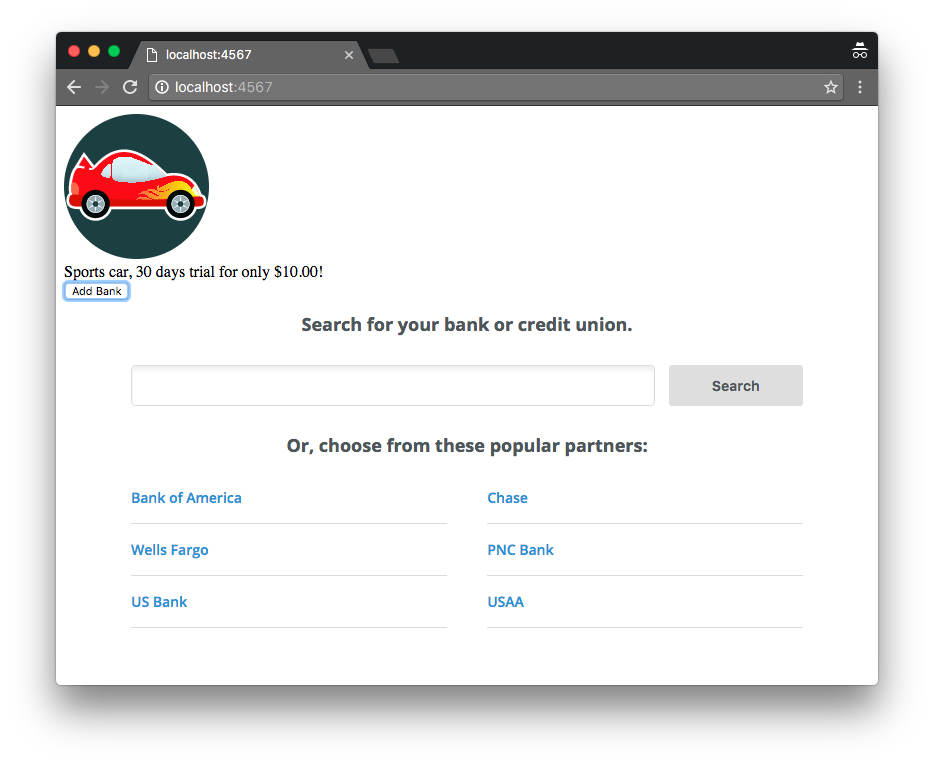 localhost:4567
localhost:4567
Sports car, 30 days trial for only $10.00!
Add Bank
Search for your bank or credit union.
Search
Or, choose from these popular partners:
Bank of America Chase
Wells Fargo PNC Bank
US Bank USAA